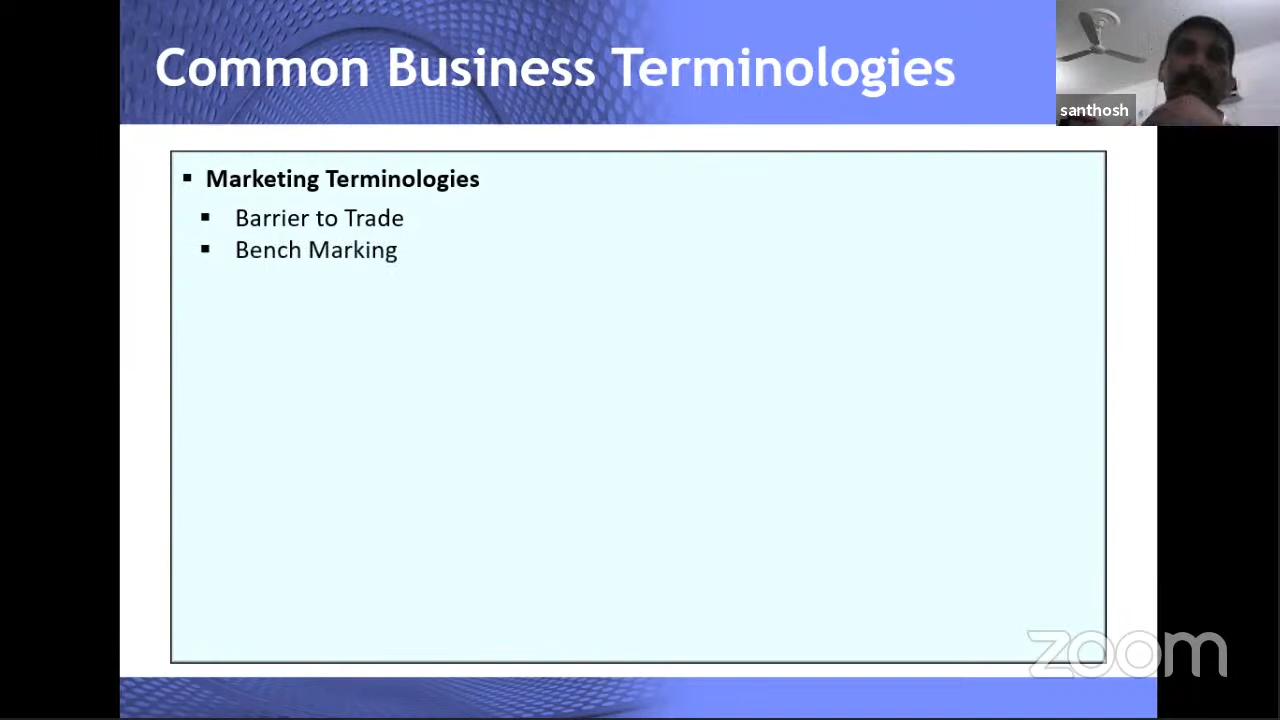 Common Business Terminologies
santhosh
Marketing Terminologies
Barrier to Trade
Bench Marking
zoom